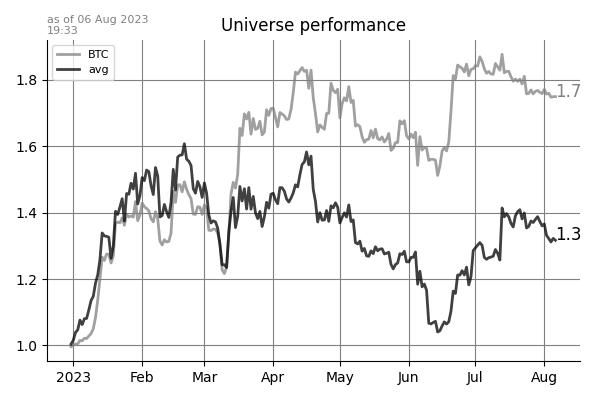 as of 06 Aug 2023
19:33
Universe performance
BTC
avg
1.8
1.6
1.4
1.2
1.0
1.7
1.3
2023 Feb Mar Apr May Jun Jul Aug